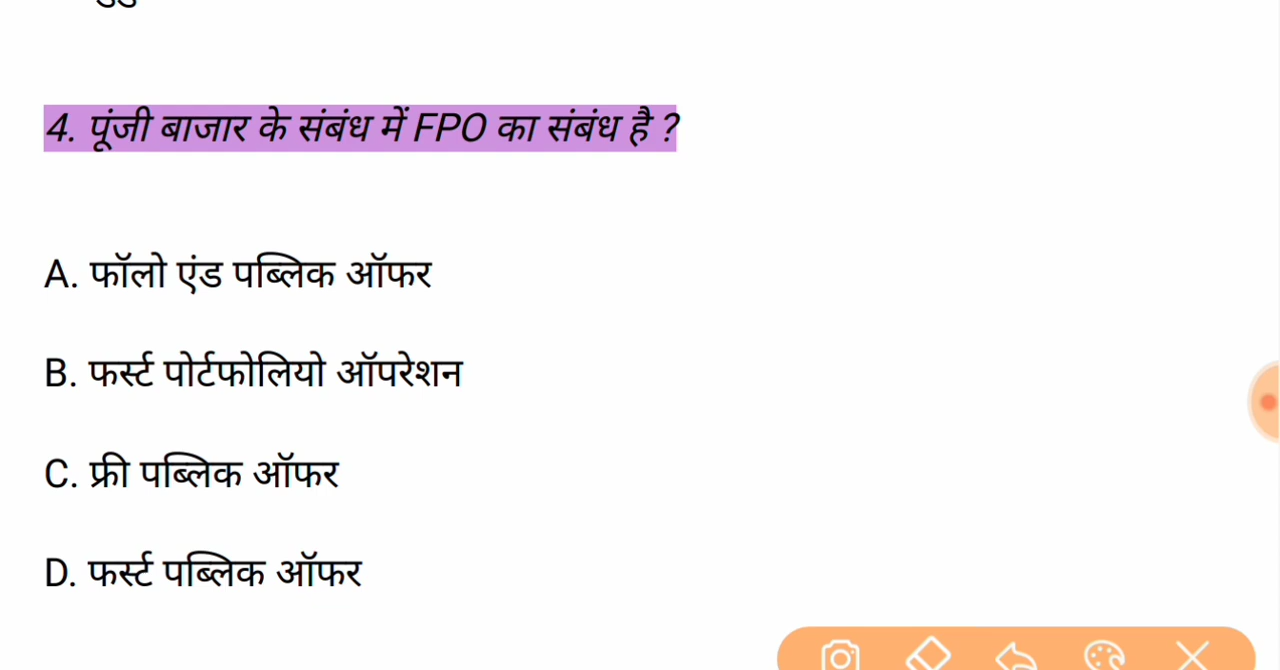 4. पूंजी बाजार के संबंध में FPO का संबंध है ?
A. फॉलो एंड पब्लिक ऑफर
B. फर्स्ट पोर्टफोलियो ऑपरेशन
C. फ्री पब्लिक ऑफर
D. फर्स्ट पब्लिक ऑफर